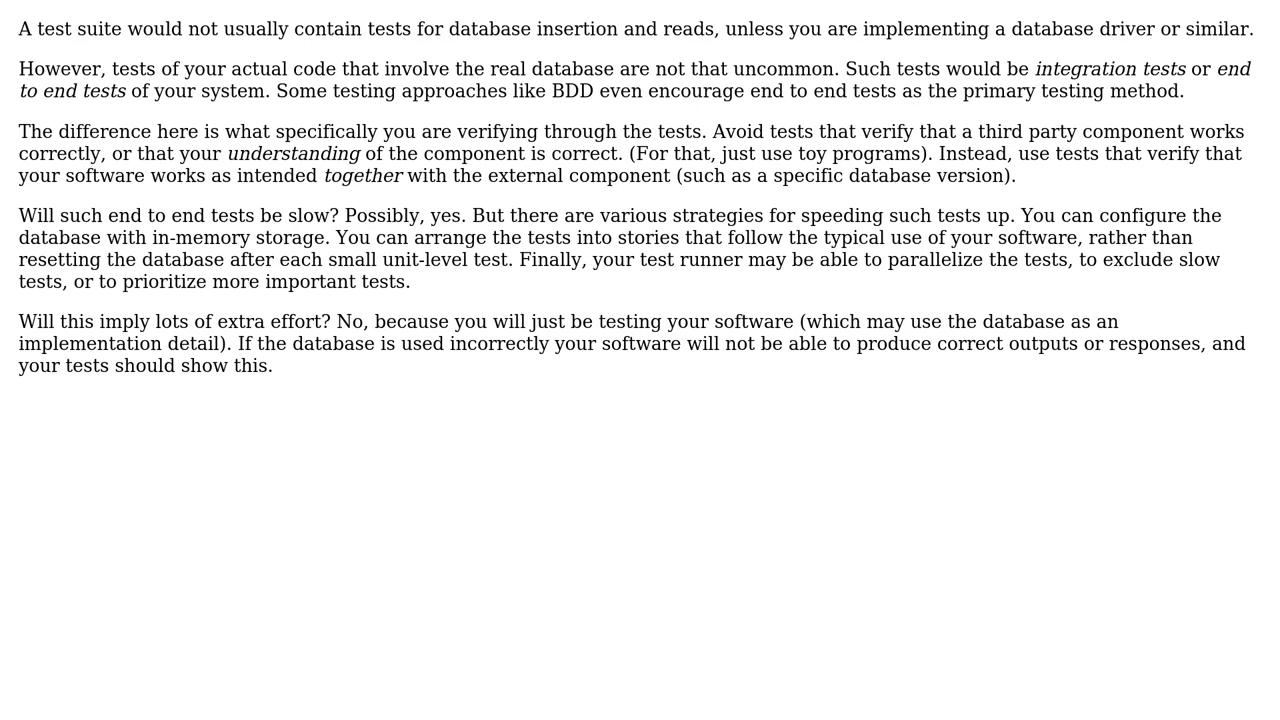 A test suite would not usually contain tests for database insertion and reads, unless you are implementing a database driver or similar.
However, tests of your actual code that involve the real database are not that uncommon. Such tests would be integration tests or end
to end tests of your system. Some testing approaches like BDD even encourage end to end tests as the primary testing method.
The difference here is what specifically you are verifying through the tests. Avoid tests that verify that a third party component works
correctly, or that your understanding of the component is correct. (For that, just use toy programs). Instead, use tests that verify that
your software works as intended together with the external component (such as a specific database version).
Will such end to end tests be slow? Possibly, yes. But there are various strategies for speeding such tests up. You can configure the
database with in-memory storage. You can arrange the tests into stories that follow the typical use of your software, rather than
resetting the database after each small unit-level test. Finally, your test runner may be able to parallelize the tests, to exclude slow
tests, or to prioritize more important tests.
Will this imply lots of extra effort? No, because you will just be testing your software (which may use the database as an
implementation detail). If the database is used incorrectly your software will not be able to produce correct outputs or responses, and
your tests should show this.